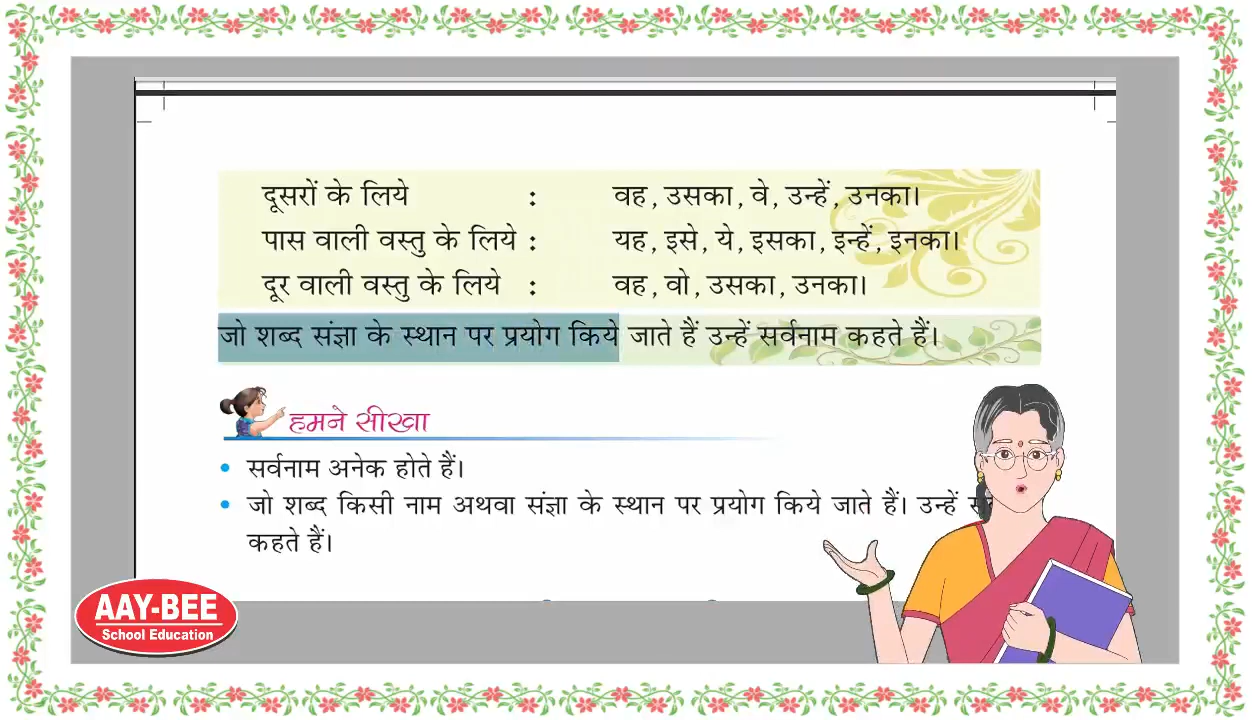 दूसरों के लिये : वह, उसका, वे, उन्हें, उनका।
पास वाली वस्तु के लिये : यह, इसे, ये, इसका, इन्हें, इनका।
दूर वाली वस्तु के लिये : वह, वो, उसका, उनका।
जो शब्द संज्ञा के स्थान पर प्रयोग किये जाते हैं उन्हें सर्वनाम कहते हैं।
हमने सीखा
• सर्वनाम अनेक होते हैं।
• जो शब्द किसी नाम अथवा संज्ञा के स्थान पर प्रयोग किये जाते हैं। उन्हें
कहते हैं।
AAY-BEE
School Education